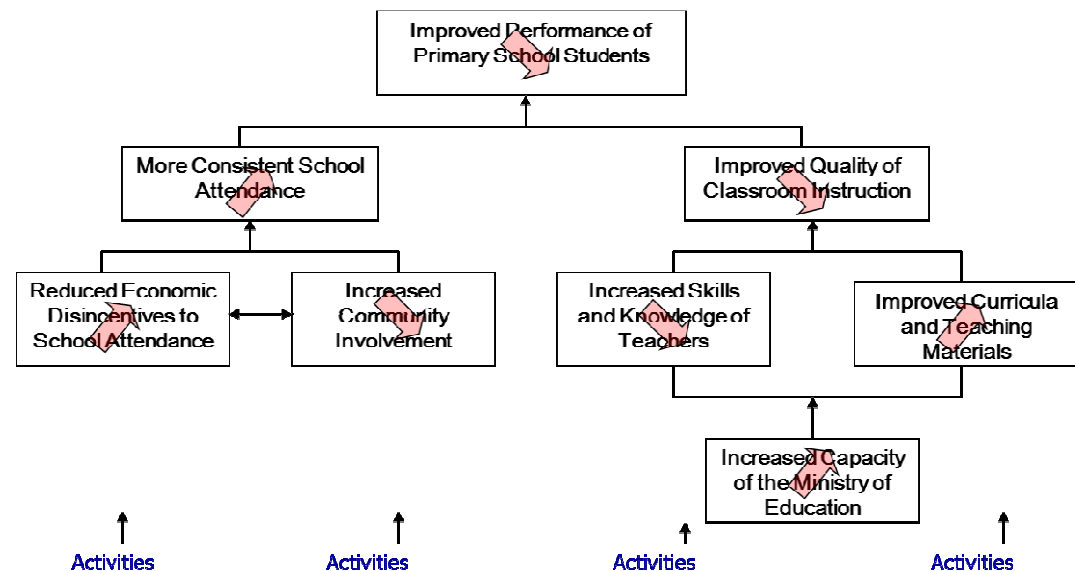 Improved Performance of
Primary School Students
More Consistent School
Attendance
Improved Quality of
Classroom Instruction
Reduced Economic
Disincentives to
School Attendance
Increased
Community
Involvement
Increased Skills
and Knowledge of
Teachers
Improved Curricula
and Teaching
Materials
Increased Capacity
of the Ministry of
Education
Activities
Activities
Activities
Activities